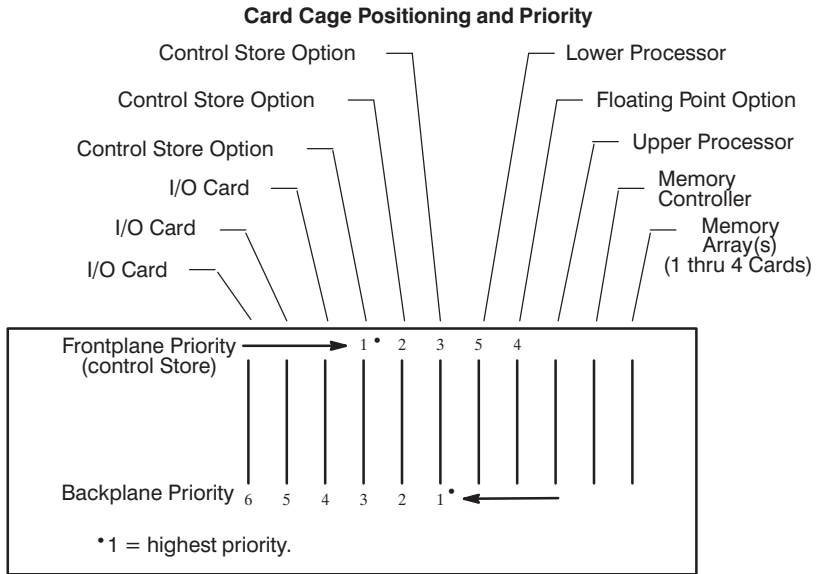 Card Cage Positioning and Priority
Control Store Option
Lower Processor
Control Store Option
Floating Point Option
Control Store Option
Upper Processor
I/O Card
Memory
Controller
I/O Card
Memory
Array(s)
(1 thru 4 Cards)
I/O Card
Frontplane Priority
(control Store)
1 • 2 3 5 4
Backplane Priority 6 5 4 3 2 1 •
• 1 = highest priority.